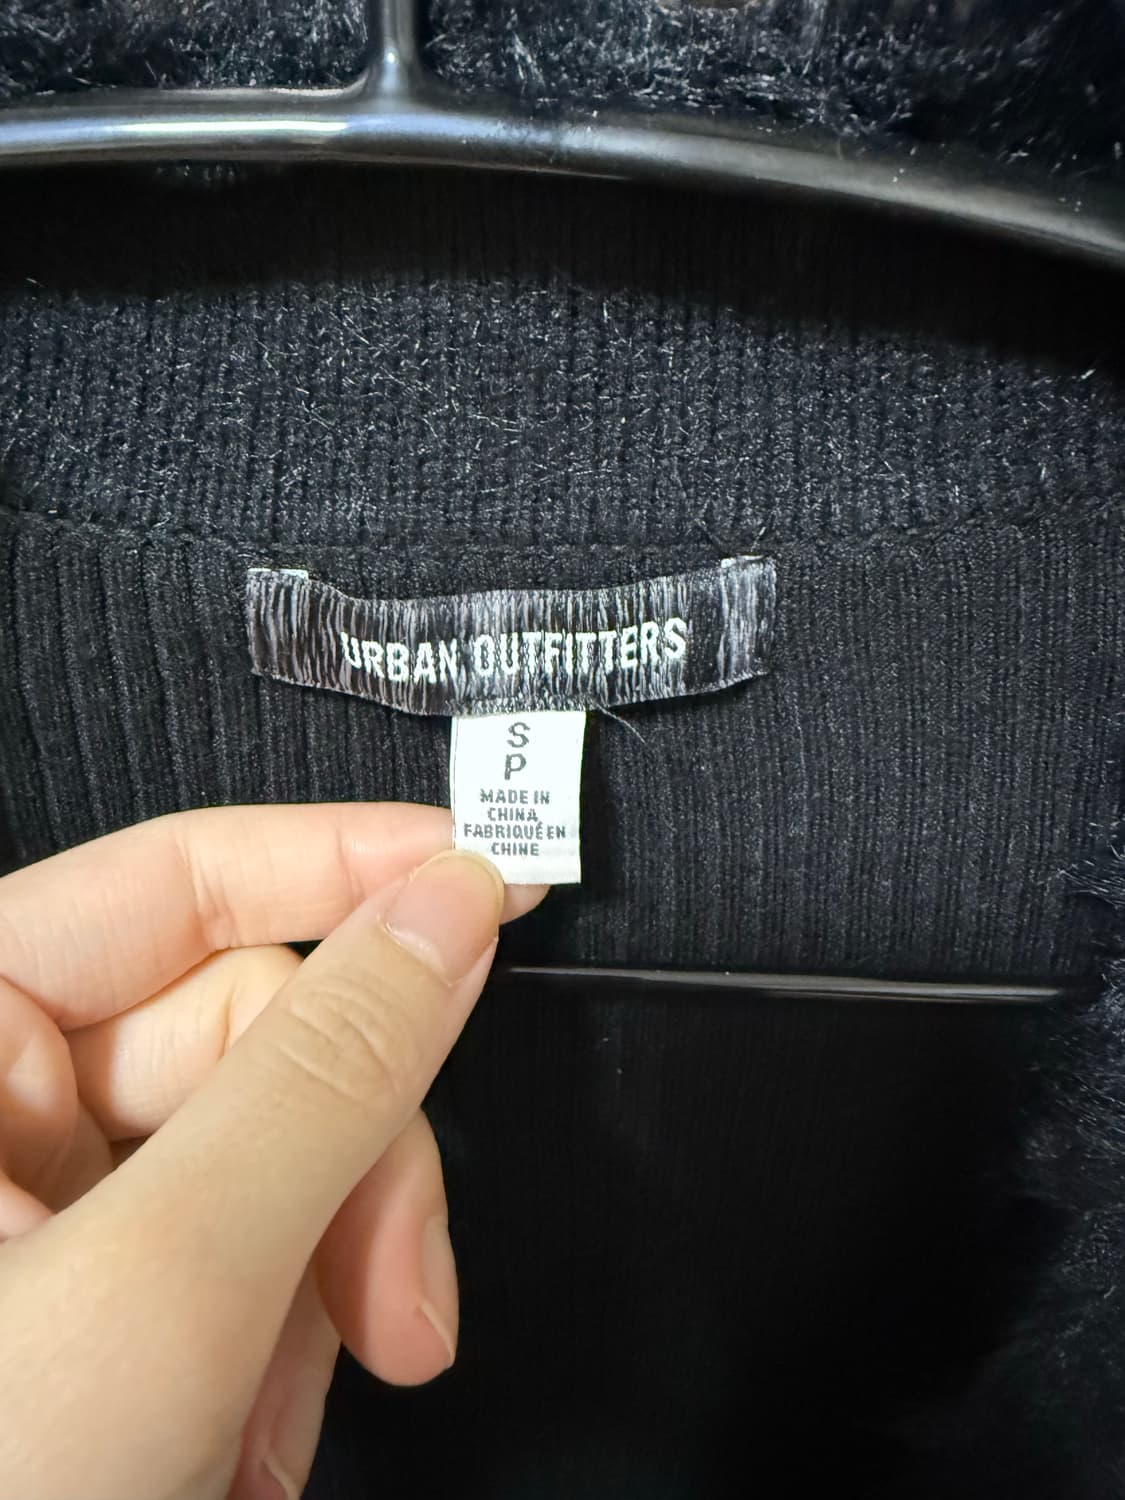 URBAN OUTFITTERS
S
P
MADE IN
CHINA
FABRIQUÉ EN
CHINE